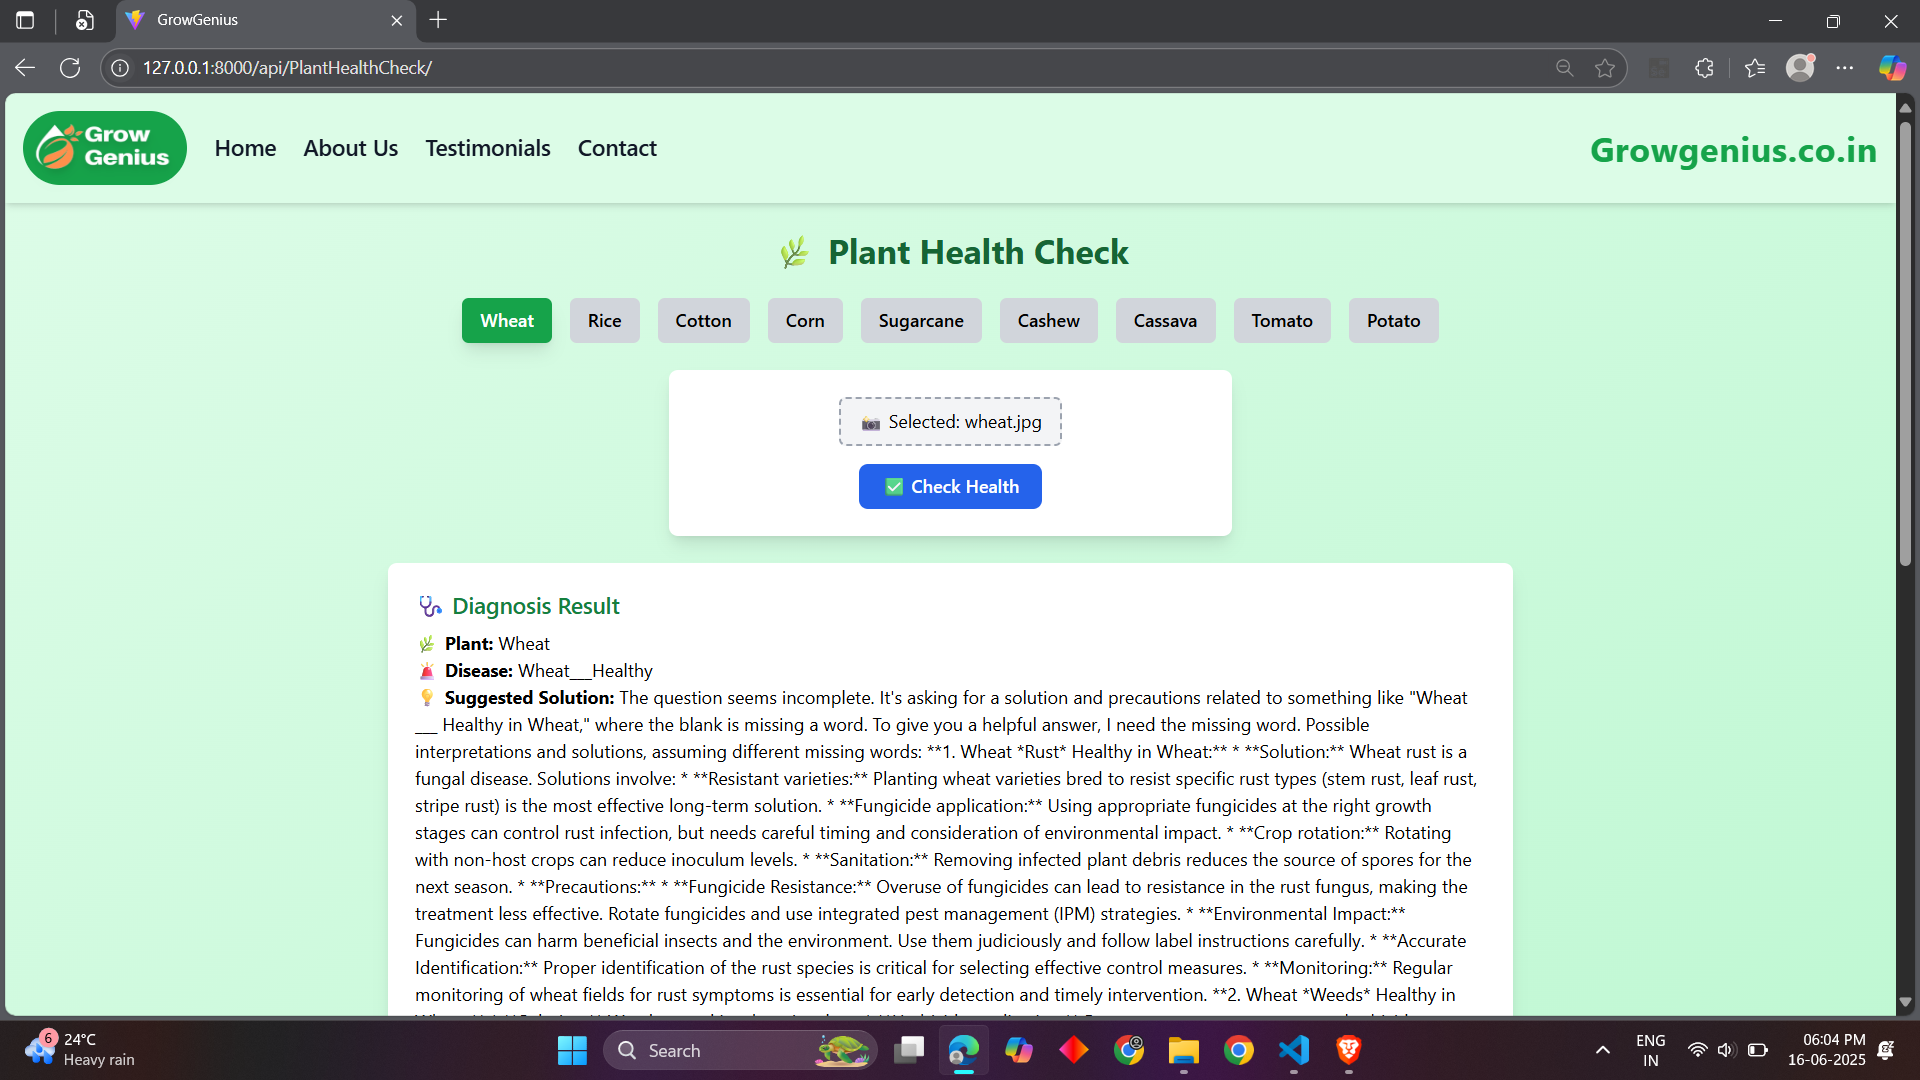 GrowGenius
127.0.0.1:8000/api/PlantHealthCheck/
Grow
Genius
Home
About Us
Testimonials
Contact
Growgenius.co.in
Plant Health Check
Wheat
Rice
Cotton
Corn
Sugarcane
Cashew
Cassava
Tomato
Potato
Selected: wheat.jpg
Check Health
Diagnosis Result
Plant: Wheat
Disease: Wheat___Healthy
Suggested Solution: The question seems incomplete. It's asking for a solution and precautions related to something like "Wheat
___ Healthy in Wheat," where the blank is missing a word. To give you a helpful answer, I need the missing word. Possible
interpretations and solutions, assuming different missing words: **1. Wheat *Rust* Healthy in Wheat:** * **Solution:** Wheat rust is a
fungal disease. Solutions involve: * **Resistant varieties:** Planting wheat varieties bred to resist specific rust types (stem rust, leaf rust,
stripe rust) is the most effective long-term solution. * **Fungicide application:** Using appropriate fungicides at the right growth
stages can control rust infection, but needs careful timing and consideration of environmental impact. * **Crop rotation:** Rotating
with non-host crops can reduce inoculum levels. * **Sanitation:** Removing infected plant debris reduces the source of spores for the
next season. * **Precautions:** * **Fungicide Resistance:** Overuse of fungicides can lead to resistance in the rust fungus, making the
treatment less effective. Rotate fungicides and use integrated pest management (IPM) strategies. * **Environmental Impact:**
Fungicides can harm beneficial insects and the environment. Use them judiciously and follow label instructions carefully. * **Accurate
Identification:** Proper identification of the rust species is critical for selecting effective control measures. * **Monitoring:** Regular
monitoring of wheat fields for rust symptoms is essential for early detection and timely intervention. **2. Wheat *Weeds* Healthy in
6
24°C
Heavy rain
Search
ENG
IN
06:04 PM
16-06-2025